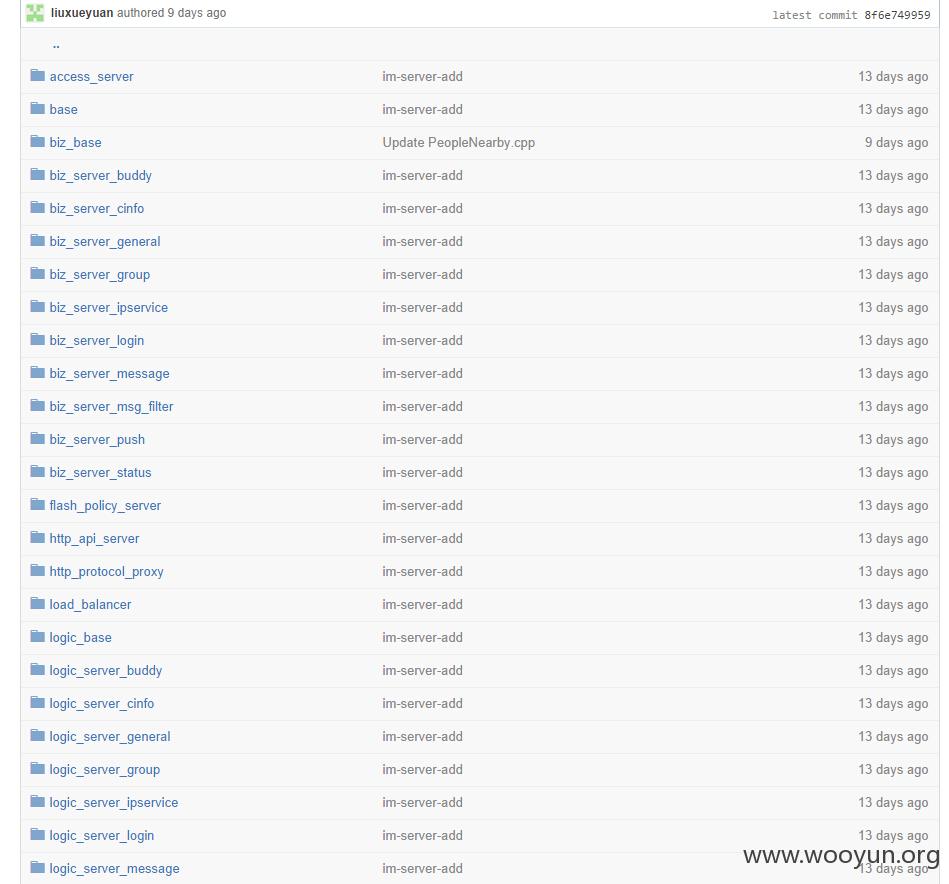 liuxueyuan authored 9 days ago latest commit 8f6e749959
..
access_server im-server-add 13 days ago
base im-server-add 13 days ago
biz_base Update PeopleNearby.cpp 9 days ago
biz_server_buddy im-server-add 13 days ago
biz_server_cinfo im-server-add 13 days ago
biz_server_general im-server-add 13 days ago
biz_server_group im-server-add 13 days ago
biz_server_ipservice im-server-add 13 days ago
biz_server_login im-server-add 13 days ago
biz_server_message im-server-add 13 days ago
biz_server_msg_filter im-server-add 13 days ago
biz_server_push im-server-add 13 days ago
biz_server_status im-server-add 13 days ago
flash_policy_server im-server-add 13 days ago
http_api_server im-server-add 13 days ago
http_protocol_proxy im-server-add 13 days ago
load_balancer im-server-add 13 days ago
logic_base im-server-add 13 days ago
logic_server_buddy im-server-add 13 days ago
logic_server_cinfo im-server-add 13 days ago
logic_server_general im-server-add 13 days ago
logic_server_group im-server-add 13 days ago
logic_server_ipservice im-server-add 13 days ago
logic_server_login im-server-add 13 days ago
www.wooyun.org
logic_server_message im-server-add 13 days ago